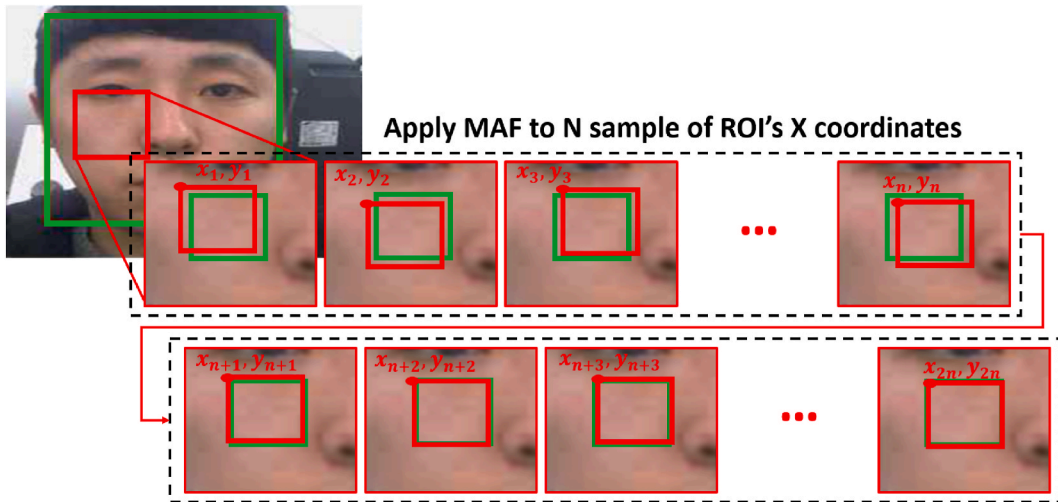 Apply MAF to N sample of ROI's X coordinates
x₁, y₁
x₂, y₂
x₃, y₃
...
xₙ, yₙ
xₙ₊₁, yₙ₊₁
xₙ₊₂, yₙ₊₂
xₙ₊₃, yₙ₊₃
...
x₂ₙ, y₂ₙ